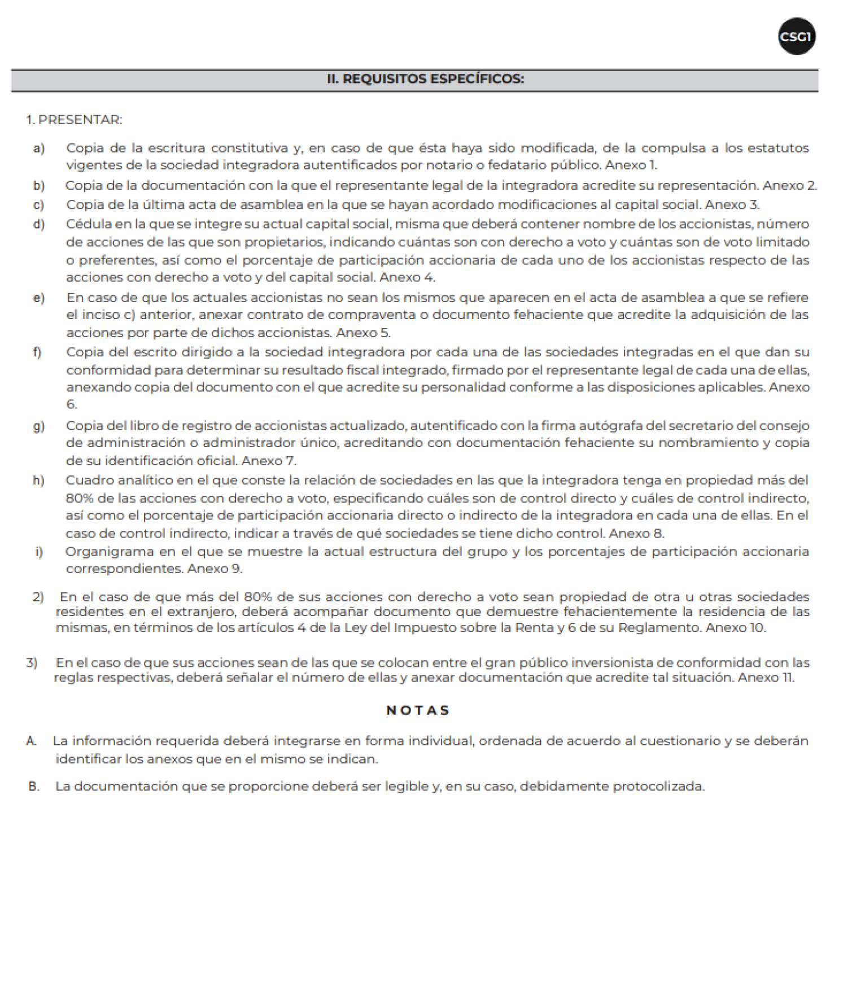 CSG1
II. REQUISITOS ESPECÍFICOS:
1. PRESENTAR:
a) Copia de la escritura constitutiva y, en caso de que ésta haya sido modificada, de la compulsa a los estatutos
vigentes de la sociedad integradora autentificados por notario o fedatario público. Anexo 1.
b) Copia de la documentación con la que el representante legal de la integradora acredite su representación. Anexo 2.
c) Copia de la última acta de asamblea en la que se hayan acordado modificaciones al capital social. Anexo 3.
d) Cédula en la que se integre su actual capital social, misma que deberá contener nombre de los accionistas, número
de acciones de las que son propietarios, indicando cuántas son con derecho a voto y cuántas son de voto limitado
o preferentes, así como el porcentaje de participación accionaria de cada uno de los accionistas respecto de las
acciones con derecho a voto y del capital social. Anexo 4.
e) En caso de que los actuales accionistas no sean los mismos que aparecen en el acta de asamblea a que se refiere
el inciso c) anterior, anexar contrato de compraventa o documento fehaciente que acredite la adquisición de las
acciones por parte de dichos accionistas. Anexo 5.
f) Copia del escrito dirigido a la sociedad integradora por cada una de las sociedades integradas en el que dan su
conformidad para determinar su resultado fiscal integrado, firmado por el representante legal de cada una de ellas,
anexando copia del documento con el que acredite su personalidad conforme a las disposiciones aplicables. Anexo
6.
g) Copia del libro de registro de accionistas actualizado, autentificado con la firma autógrafa del secretario del consejo
de administración o administrador único, acreditando con documentación fehaciente su nombramiento y copia
de su identificación oficial. Anexo 7.
h) Cuadro analítico en el que conste la relación de sociedades en las que la integradora tenga en propiedad más del
80% de las acciones con derecho a voto, especificando cuáles son de control directo y cuáles de control indirecto,
así como el porcentaje de participación accionaria directo o indirecto de la integradora en cada una de ellas. En el
caso de control indirecto, indicar a través de qué sociedades se tiene dicho control. Anexo 8.
i) Organigrama en el que se muestre la actual estructura del grupo y los porcentajes de participación accionaria
correspondientes. Anexo 9.
2) En el caso de que más del 80% de sus acciones con derecho a voto sean propiedad de otra u otras sociedades
residentes en el extranjero, deberá acompañar documento que demuestre fehacientemente la residencia de las
mismas, en términos de los artículos 4 de la Ley del Impuesto sobre la Renta y 6 de su Reglamento. Anexo 10.
3) En el caso de que sus acciones sean de las que se colocan entre el gran público inversionista de conformidad con las
reglas respectivas, deberá señalar el número de ellas y anexar documentación que acredite tal situación. Anexo 11.
N O T A S
A. La información requerida deberá integrarse en forma individual, ordenada de acuerdo al cuestionario y se deberán
identificar los anexos que en el mismo se indican.
B. La documentación que se proporcione deberá ser legible y, en su caso, debidamente protocolizada.